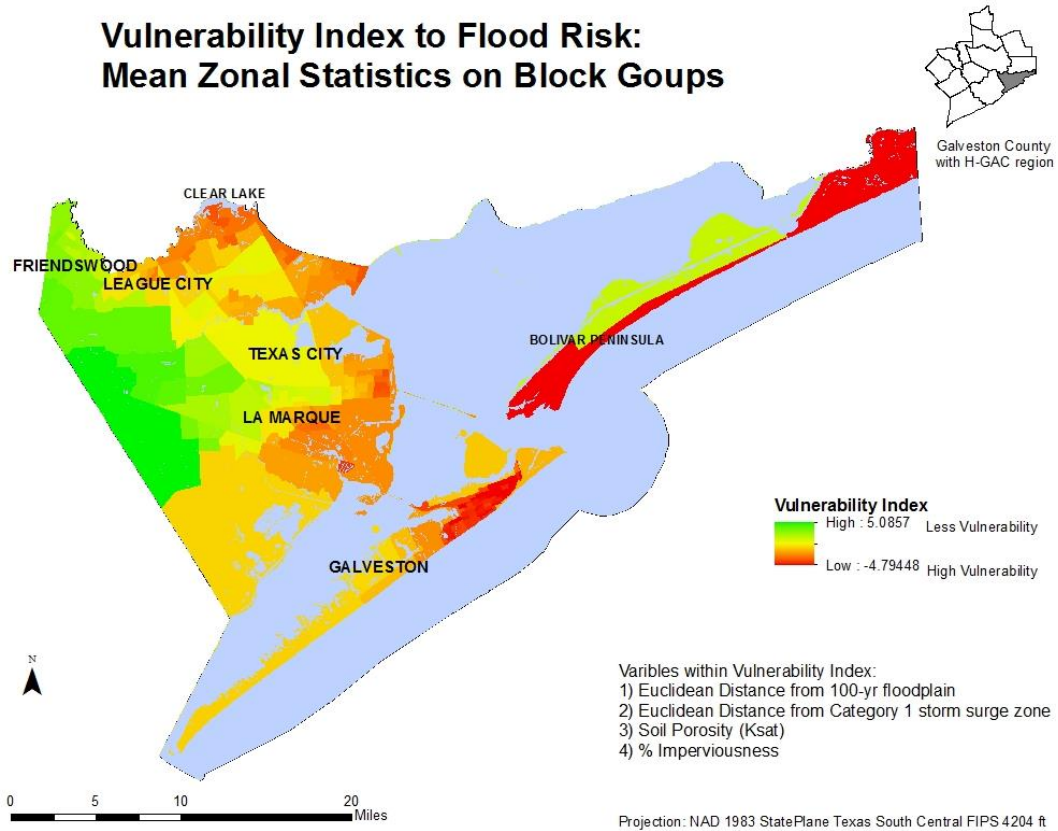 Vulnerability Index to Flood Risk:
Mean Zonal Statistics on Block Goups
Galveston County
with H-GAC region
CLEAR LAKE
FRIENDSWOOD
LEAGUE CITY
BOLIVAR PENINSULA
TEXAS CITY
LA MARQUE
GALVESTON
Vulnerability Index
High : 5.0857 Less Vulnerability
Low : -4.79448 High Vulnerability
N
Varibles within Vulnerability Index:
1) Euclidean Distance from 100-yr floodplain
2) Euclidean Distance from Category 1 storm surge zone
3) Soil Porosity (Ksat)
4) % Imperviousness
0 5 10 20
Miles
Projection: NAD 1983 StatePlane Texas South Central FIPS 4204 ft